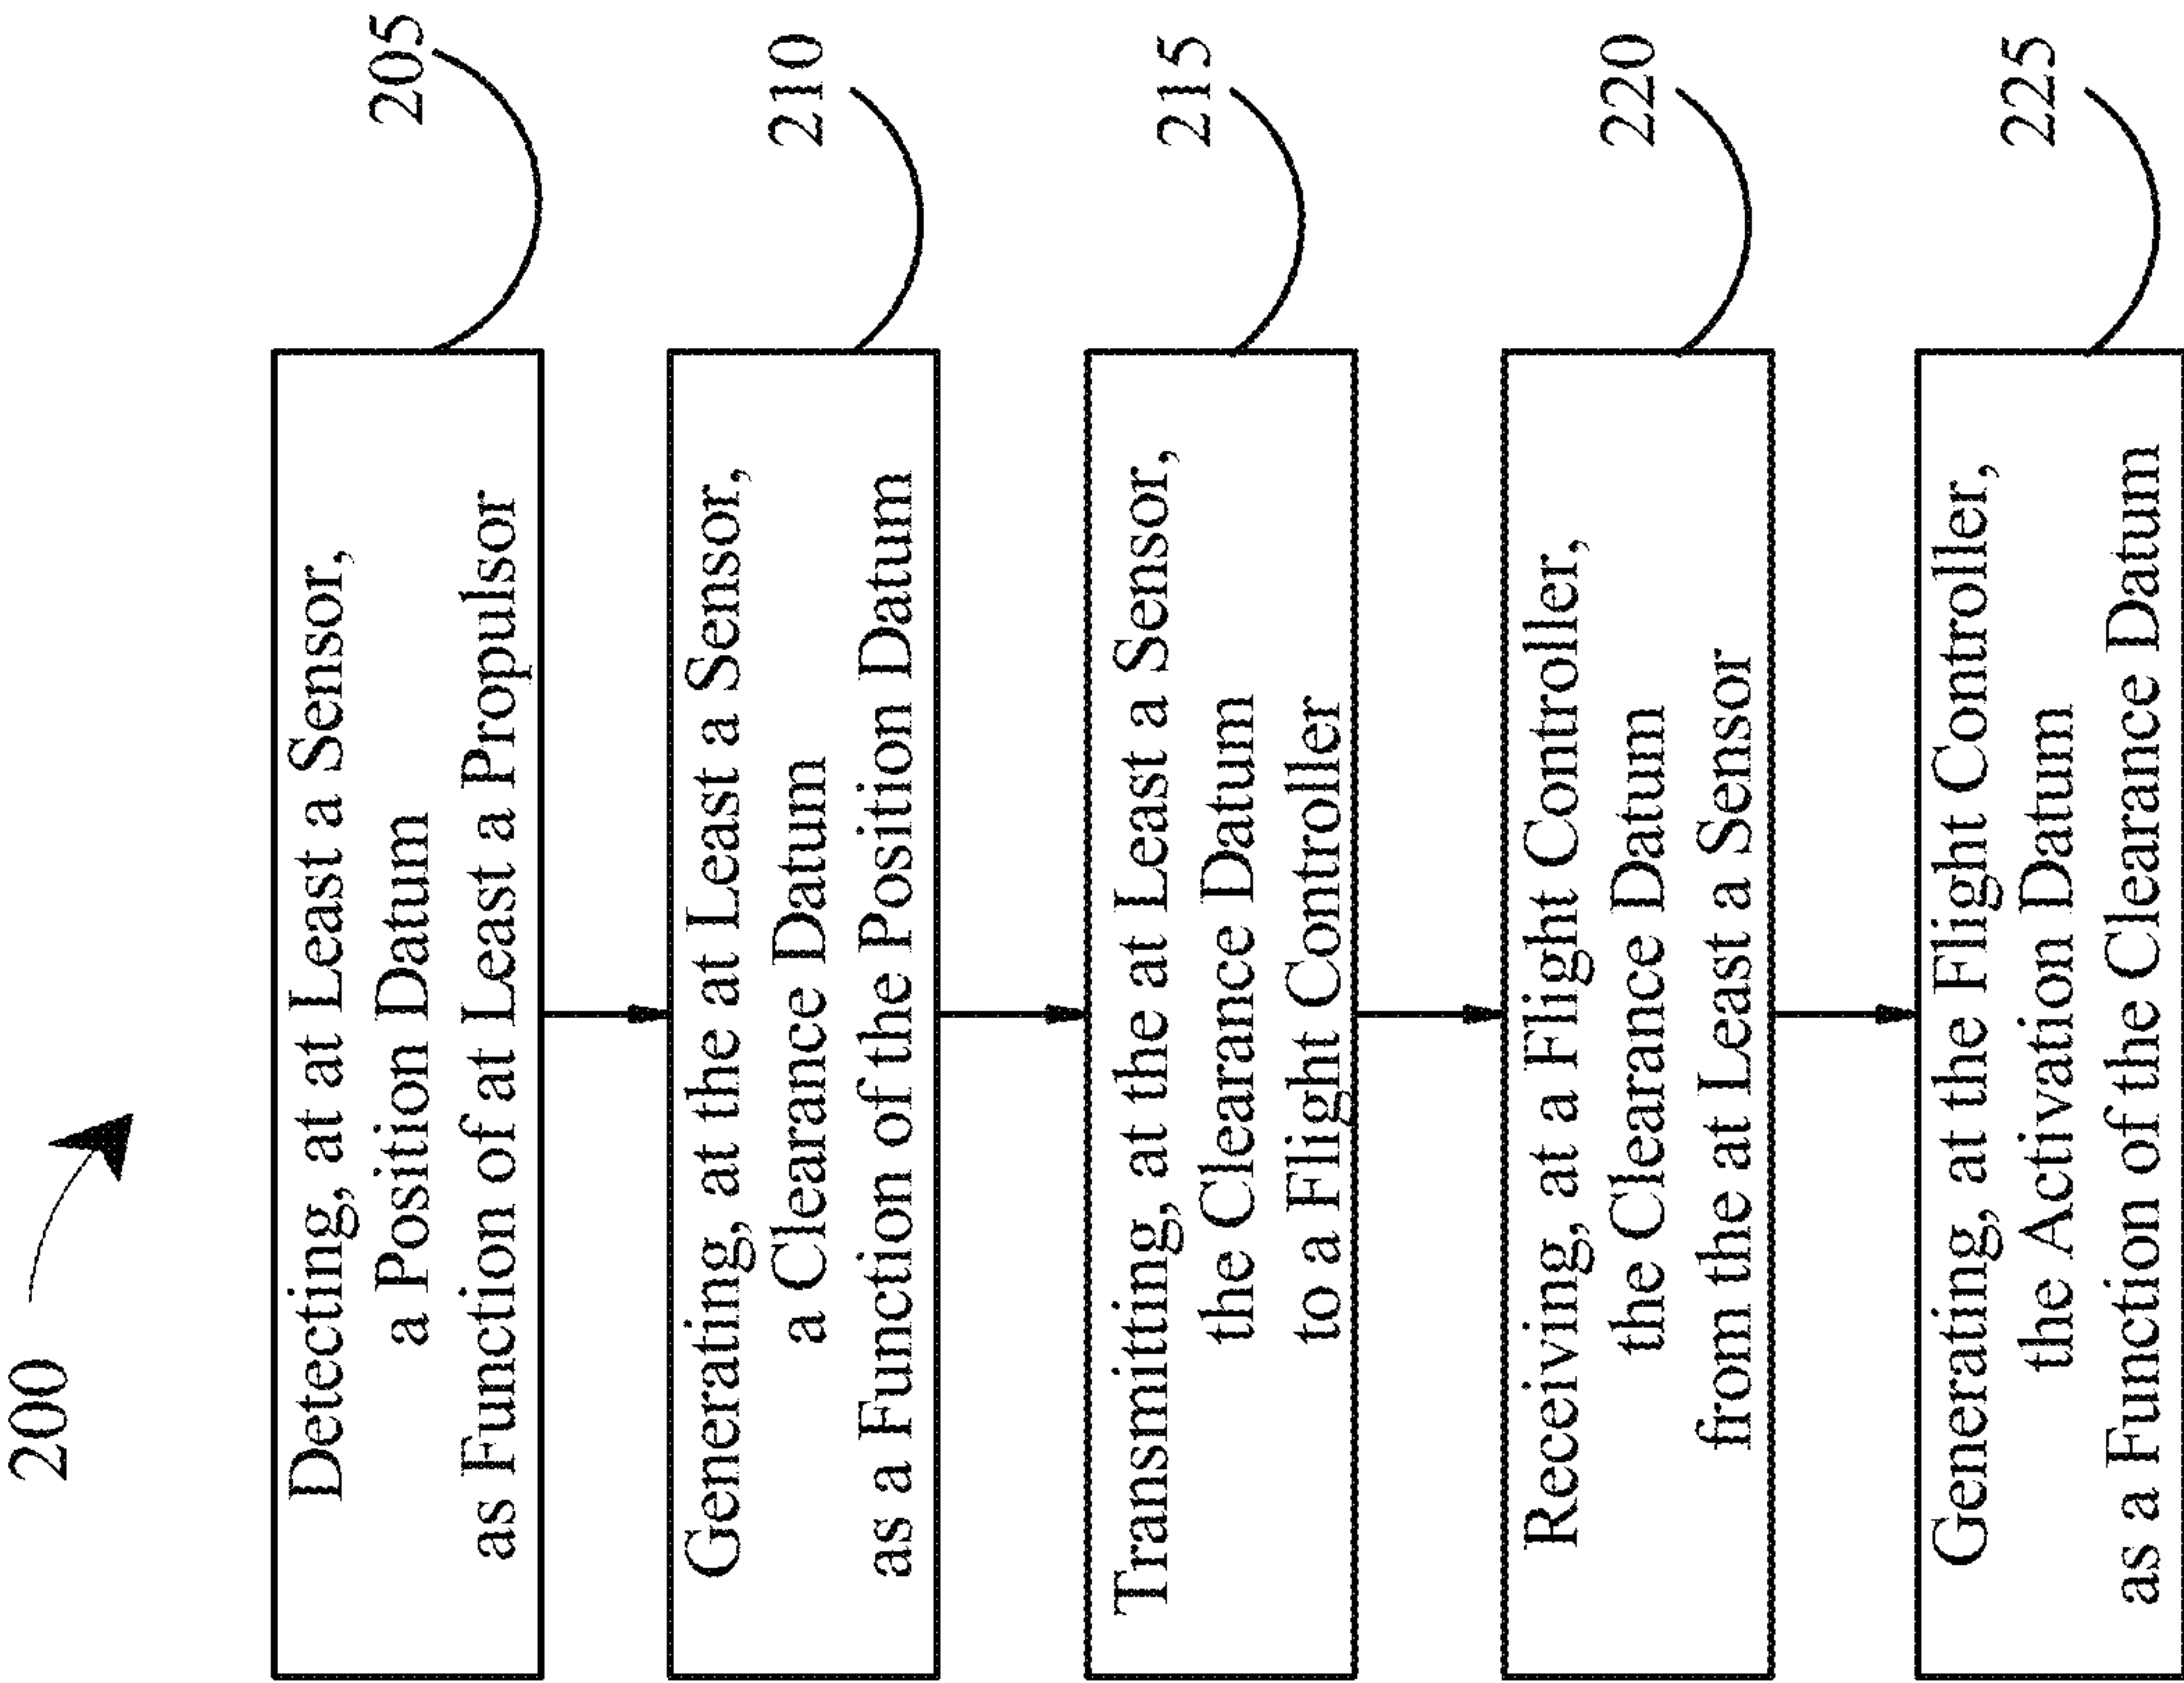 200
Detecting, at at Least a Sensor,
a Position Datum
as Function of at Least a Propulsor
205
Generating, at the at Least a Sensor,
a Clearance Datum
as a Function of the Position Datum
210
Transmitting, at the at Least a Sensor,
the Clearance Datum
to a Flight Controller
215
Receiving, at a Flight Controller,
the Clearance Datum
from the at Least a Sensor
220
Generating, at the Flight Controller,
the Activation Datum
as a Function of the Clearance Datum
225